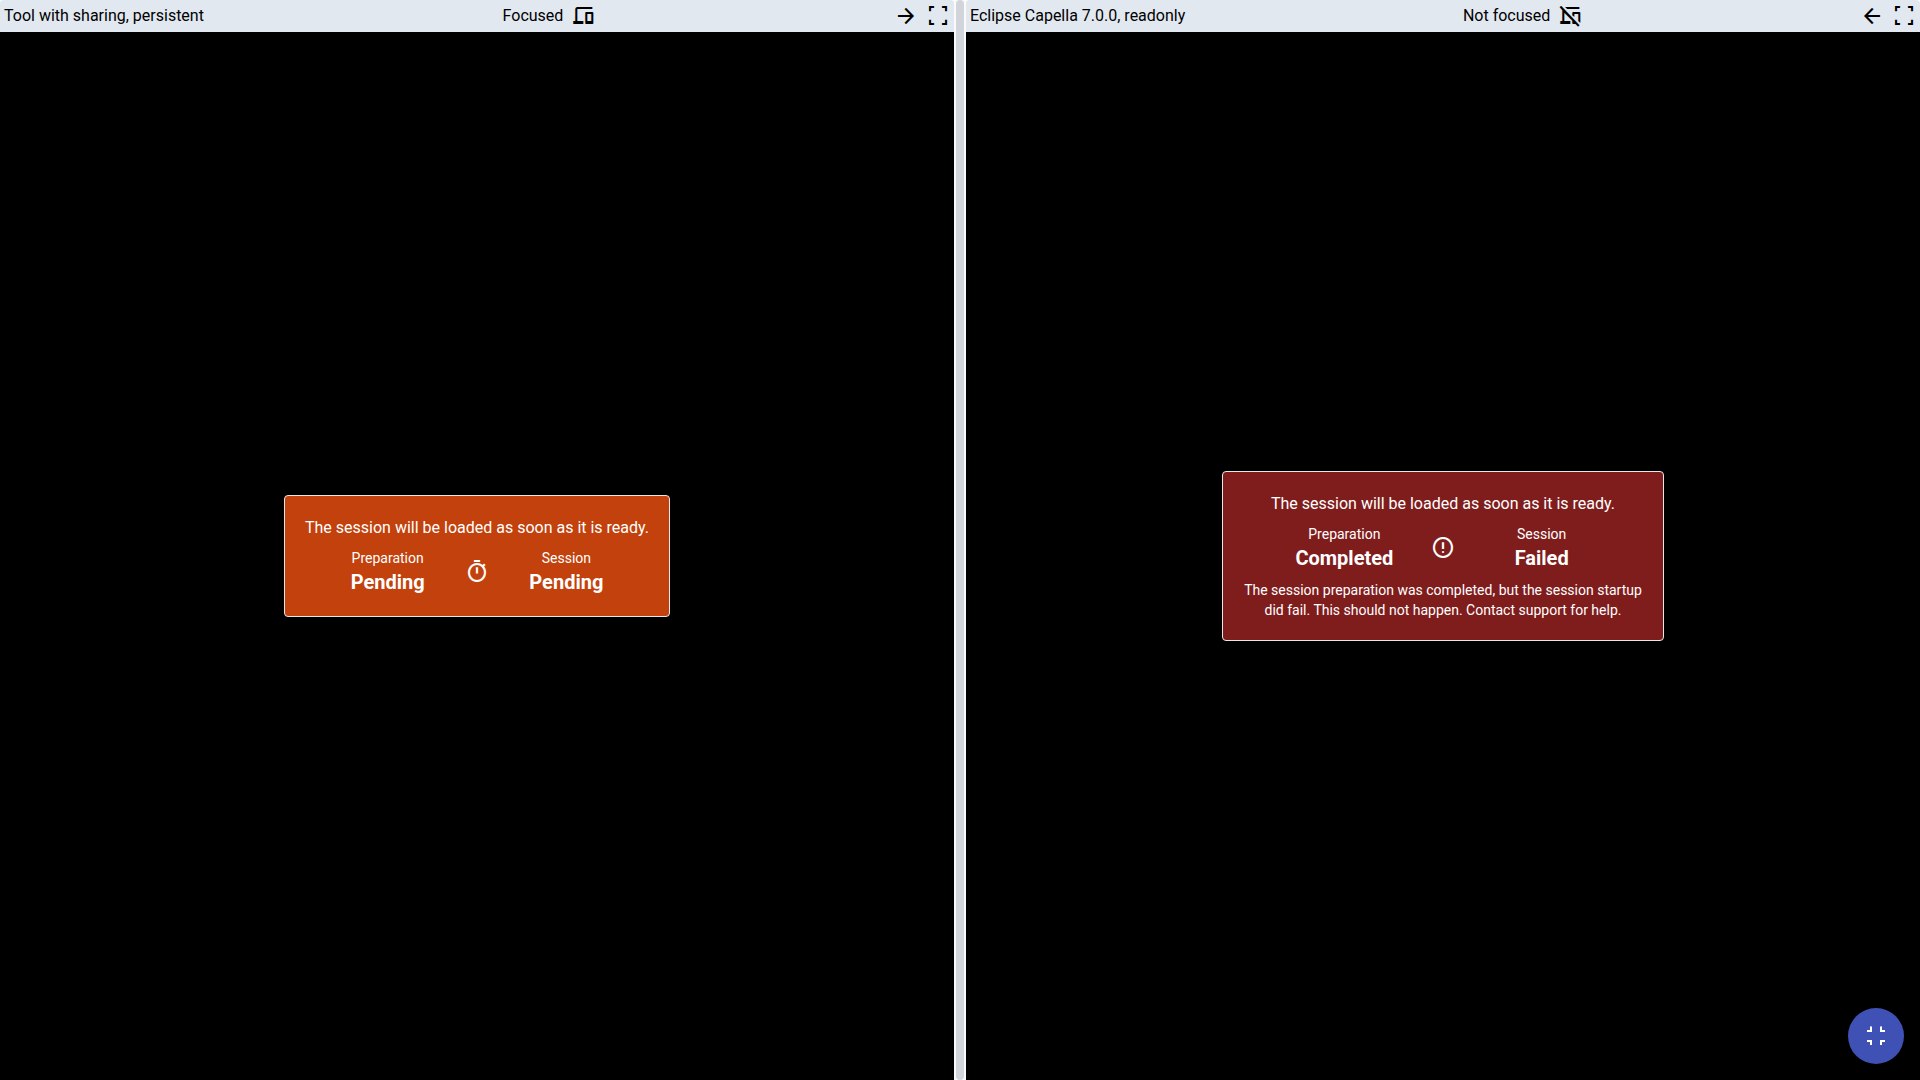 Tool with sharing, persistent
Focused
Eclipse Capella 7.0.0, readonly
Not focused
The session will be loaded as soon as it is ready.
Preparation
Pending
Session
Pending
The session will be loaded as soon as it is ready.
Preparation
Completed
Session
Failed
The session preparation was completed, but the session startup
did fail. This should not happen. Contact support for help.